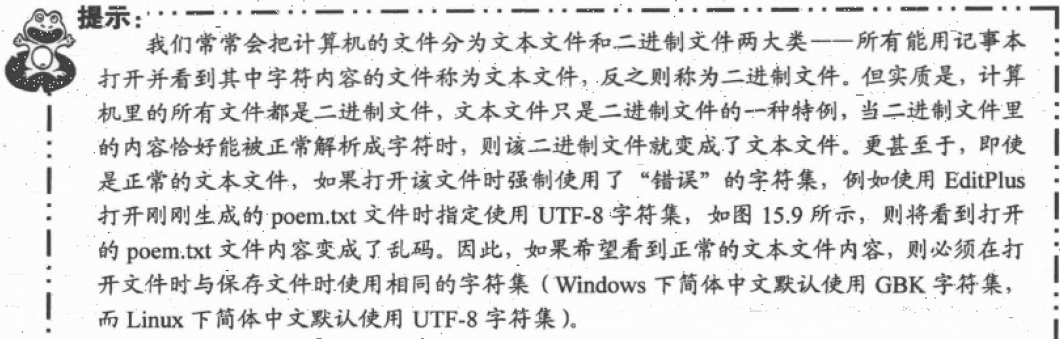 提示：
我们常常会把计算机的文件分为文本文件和二进制文件两大类——所有能用记事本
打开并看到其中字符内容的文件称为文本文件，反之则称为二进制文件。但实质是，计算
机里的所有文件都是二进制文件，文本文件只是二进制文件的一种特例，当二进制文件里
的内容恰好能被正常解析成字符时，则该二进制文件就变成了文本文件。更甚至于，即使
是正常的文本文件，如果打开该文件时强制使用了“错误”的字符集，例如使用 EditPlus
打开刚刚生成的 poem.txt 文件时指定使用 UTF-8 字符集，如图 15.9 所示，则将看到打开
的 poem.txt 文件内容变成了乱码。因此，如果希望看到正常的文本文件内容，则必须在打
开文件时与保存文件时使用相同的字符集（Windows 下简体中文默认使用 GBK 字符集，
而 Linux 下简体中文默认使用 UTF-8 字符集）。